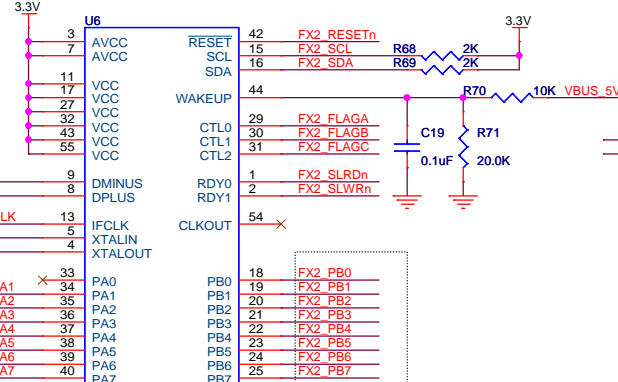 3.3V
U6
3.3V
3 AVCC RESET 42 FX2_RESETn
7 AVCC SCL 15 FX2_SCL R68 2K
SDA 16 FX2_SDA R69 2K
11 VCC
17 VCC WAKEUP 44 R70 10K VBUS_5V
27 VCC
32 VCC CTL0 29 FX2_FLAGA
43 VCC CTL1 30 FX2_FLAGB C19 R71
55 VCC CTL2 31 FX2_FLAGC 0.1uF 20.0K
9 DMINUS RDY0 1 FX2_SLRDn
8 DPLUS RDY1 2 FX2_SLWRn
LK 13 IFCLK CLKOUT 54
5 XTALIN
4 XTALOUT
33 PA0 PB0 18 FX2_PB0
A1 34 PA1 PB1 19 FX2_PB1
A2 35 PA2 PB2 20 FX2_PB2
A3 36 PA3 PB3 21 FX2_PB3
A4 37 PA4 PB4 22 FX2_PB4
A5 38 PA5 PB5 23 FX2_PB5
A6 39 PA6 PB6 24 FX2_PB6
A7 40 PA7 PB7 25 FX2_PB7